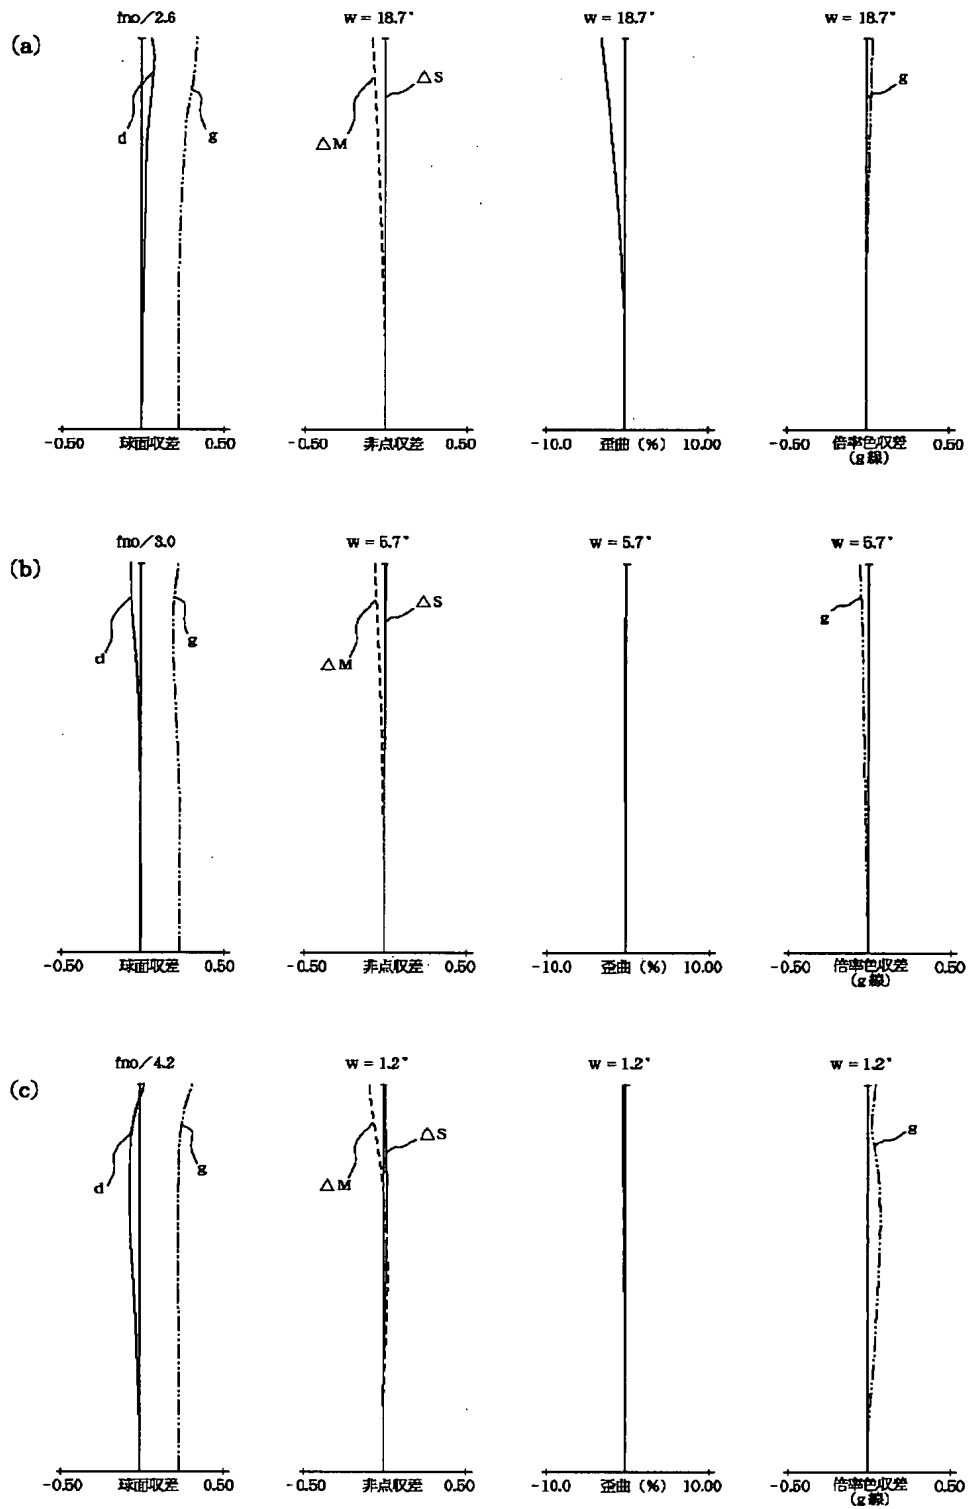 (a)
fno/2.6
w = 18.7°
w = 18.7°
w = 18.7°
d
g
△M
△S
g
-0.50 球面収差 0.50
-0.50 非点収差 0.50
-10.0 歪曲 (%) 10.00
-0.50 倍率色収差 0.50
(g線)
(b)
fno/3.0
w = 5.7°
w = 5.7°
w = 5.7°
d
g
△M
△S
g
-0.50 球面収差 0.50
-0.50 非点収差 0.50
-10.0 歪曲 (%) 10.00
-0.50 倍率色収差 0.50
(g線)
(c)
fno/4.2
w = 1.2°
w = 1.2°
w = 1.2°
d
g
△M
△S
g
-0.50 球面収差 0.50
-0.50 非点収差 0.50
-10.0 歪曲 (%) 10.00
-0.50 倍率色収差 0.50
(g線)